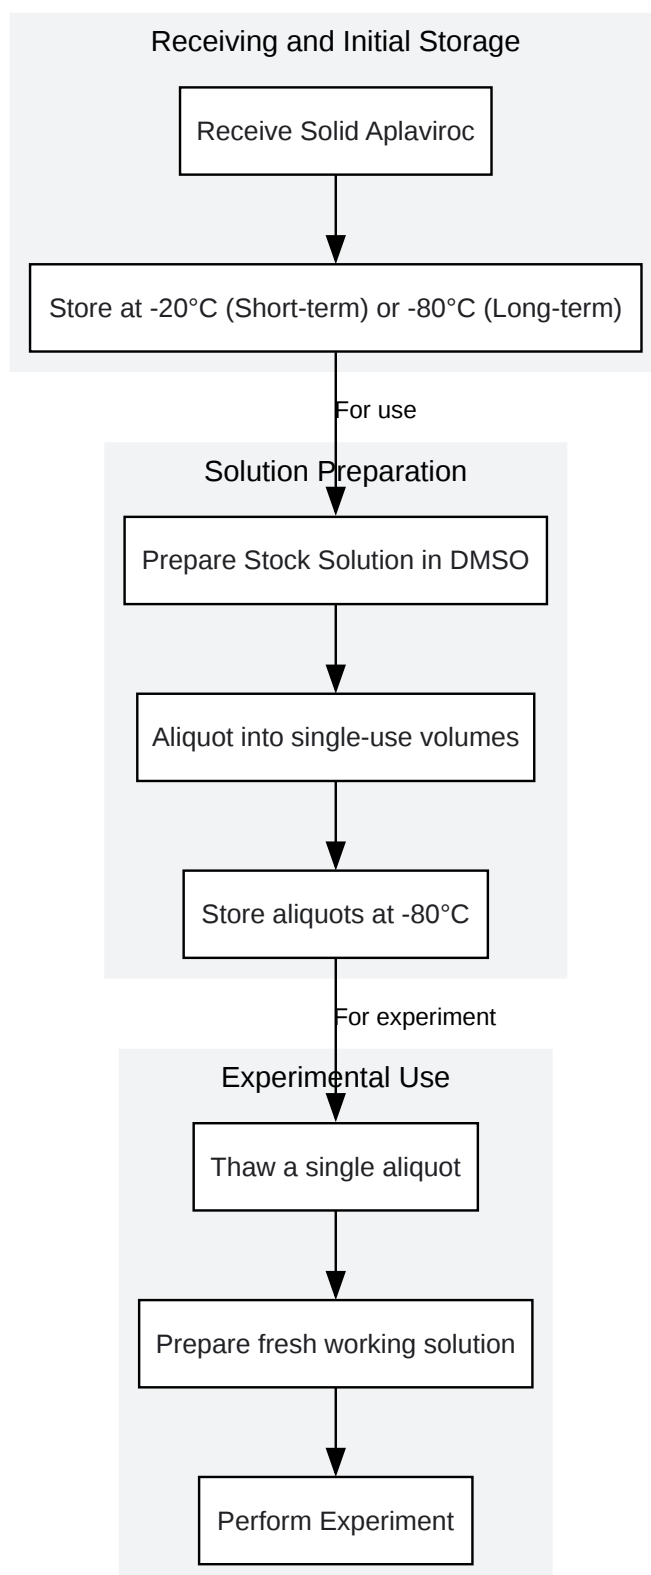 Receiving and Initial Storage
Receive Solid Aplaviroc
Store at -20°C (Short-term) or -80°C (Long-term)
For use
Solution Preparation
Prepare Stock Solution in DMSO
Aliquot into single-use volumes
Store aliquots at -80°C
For experiment
Experimental Use
Thaw a single aliquot
Prepare fresh working solution
Perform Experiment